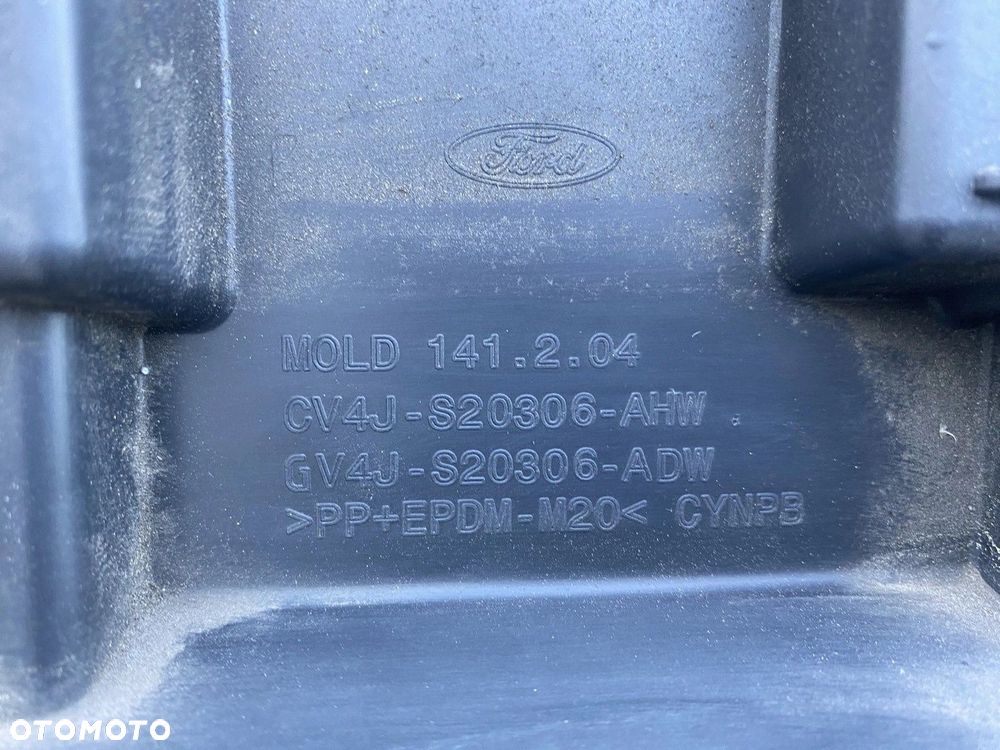 Ford
MOLD 141.2.04
CV4J-S20306-AHW
GV4J-S20306-ADW
>PP+EPDM-M20< CYNPB
OTOMOTO